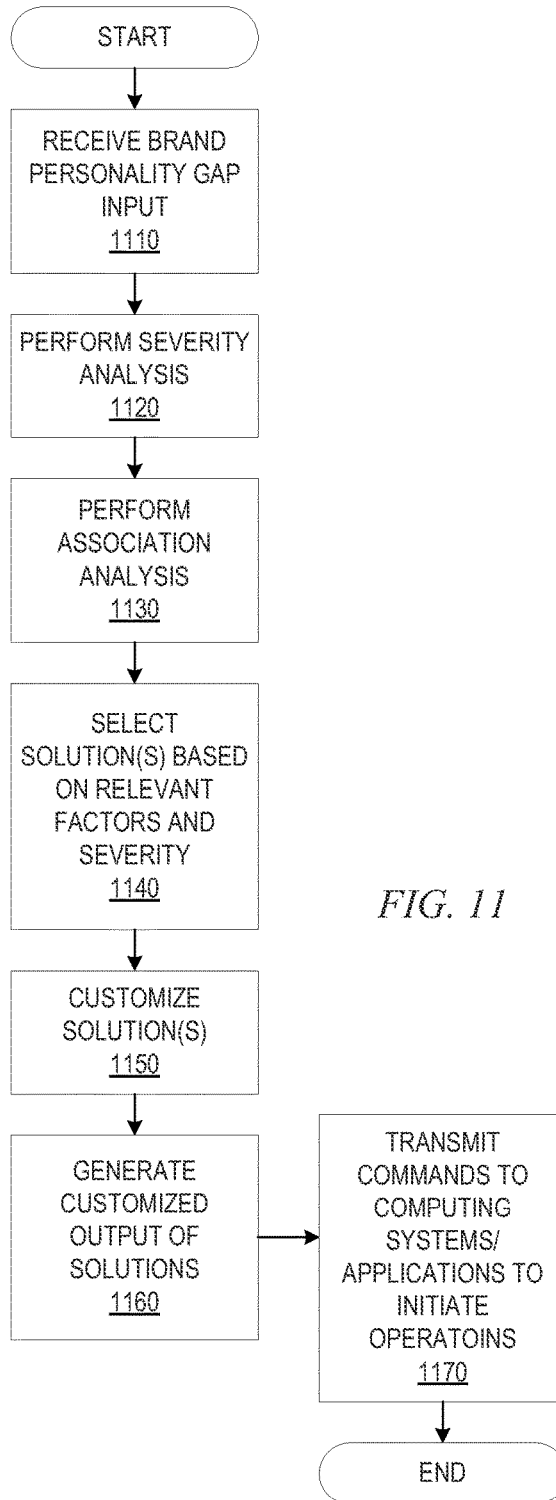 START
RECEIVE BRAND
PERSONALITY GAP
INPUT
1110
PERFORM SEVERITY
ANALYSIS
1120
PERFORM
ASSOCIATION
ANALYSIS
1130
SELECT
SOLUTION(S) BASED
ON RELEVANT
FACTORS AND
SEVERITY
1140
FIG. 11
CUSTOMIZE
SOLUTION(S)
1150
GENERATE
CUSTOMIZED
OUTPUT OF
SOLUTIONS
1160
TRANSMIT
COMMANDS TO
COMPUTING
SYSTEMS/
APPLICATIONS TO
INITIATE
OPERATOINS
1170
END